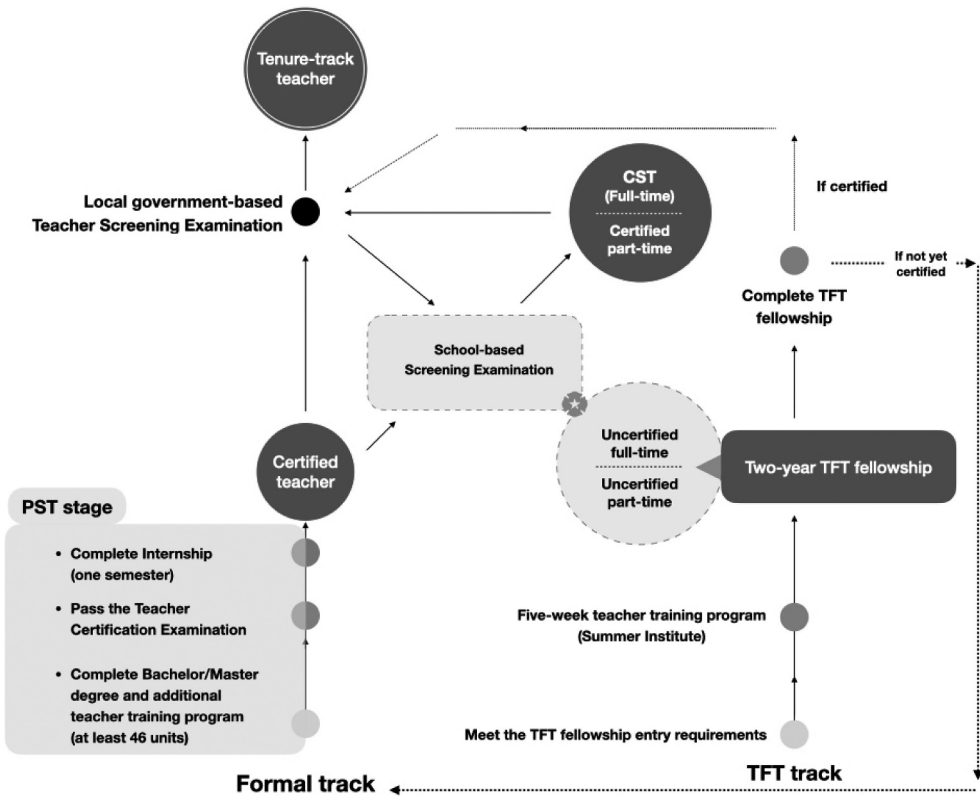 Tenure-track
teacher
Local government-based
Teacher Screening Examination
CST
(Full-time)
Certified
part-time
If certified
If not yet
certified
Complete TFT
fellowship
School-based
Screening Examination
Certified
teacher
Uncertified
full-time
Uncertified
part-time
Two-year TFT fellowship
PST stage
• Complete Internship
(one semester)
• Pass the Teacher
Certification Examination
• Complete Bachelor/Master
degree and additional
teacher training program
(at least 46 units)
Five-week teacher training program
(Summer Institute)
Meet the TFT fellowship entry requirements
Formal track
TFT track